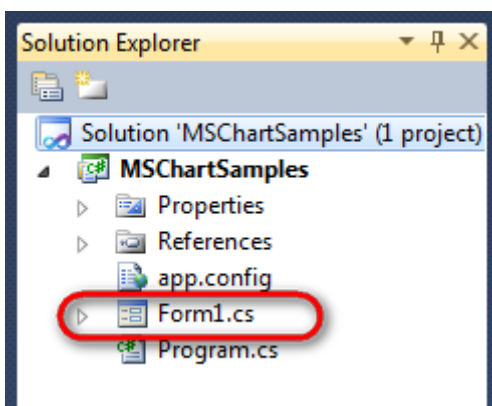 Solution Explorer
Solution 'MSChartSamples' (1 project)
MSChartSamples
Properties
References
app.config
Form1.cs
Program.cs